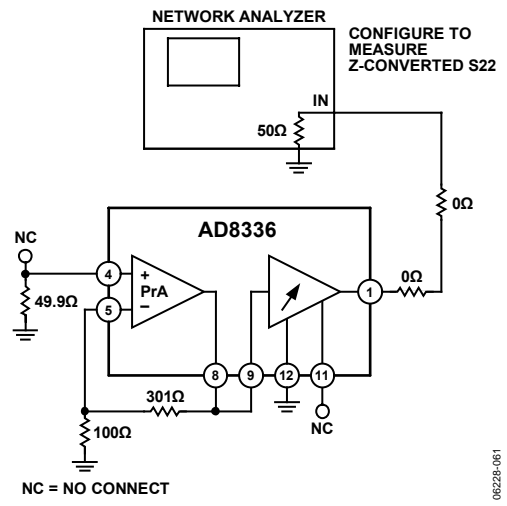 NETWORK ANALYZER
CONFIGURE TO
MEASURE
Z-CONVERTED S22
IN
50Ω
0Ω
0Ω
AD8336
NC
4
+
PrA
–
5
49.9Ω
1
8
9
12
11
301Ω
100Ω
NC
NC = NO CONNECT
06228-061